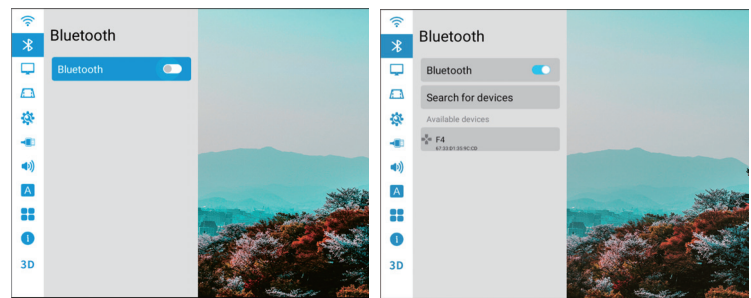 Bluetooth
Bluetooth
A
3D
Bluetooth
Bluetooth
Search for devices
Available devices
F4
A
3D